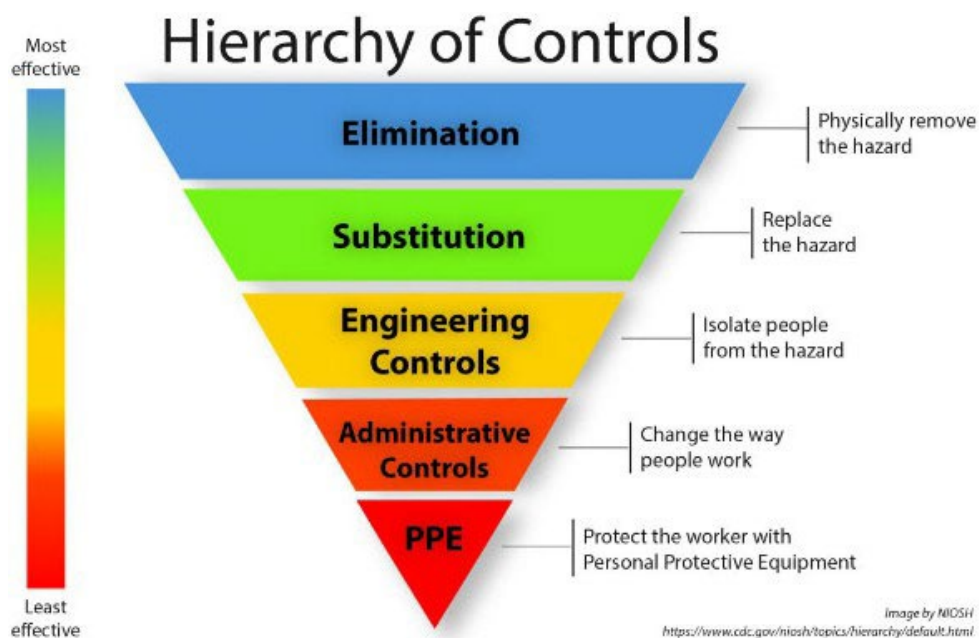 Hierarchy of Controls
Most
effective
Elimination
Physically remove
the hazard
Substitution
Replace
the hazard
Engineering
Controls
Isolate people
from the hazard
Administrative
Controls
Change the way
people work
PPE
Protect the worker with
Personal Protective Equipment
Least
effective
Image by NIOSH
https://www.cdc.gov/niosh/topics/hierarchy/default.html